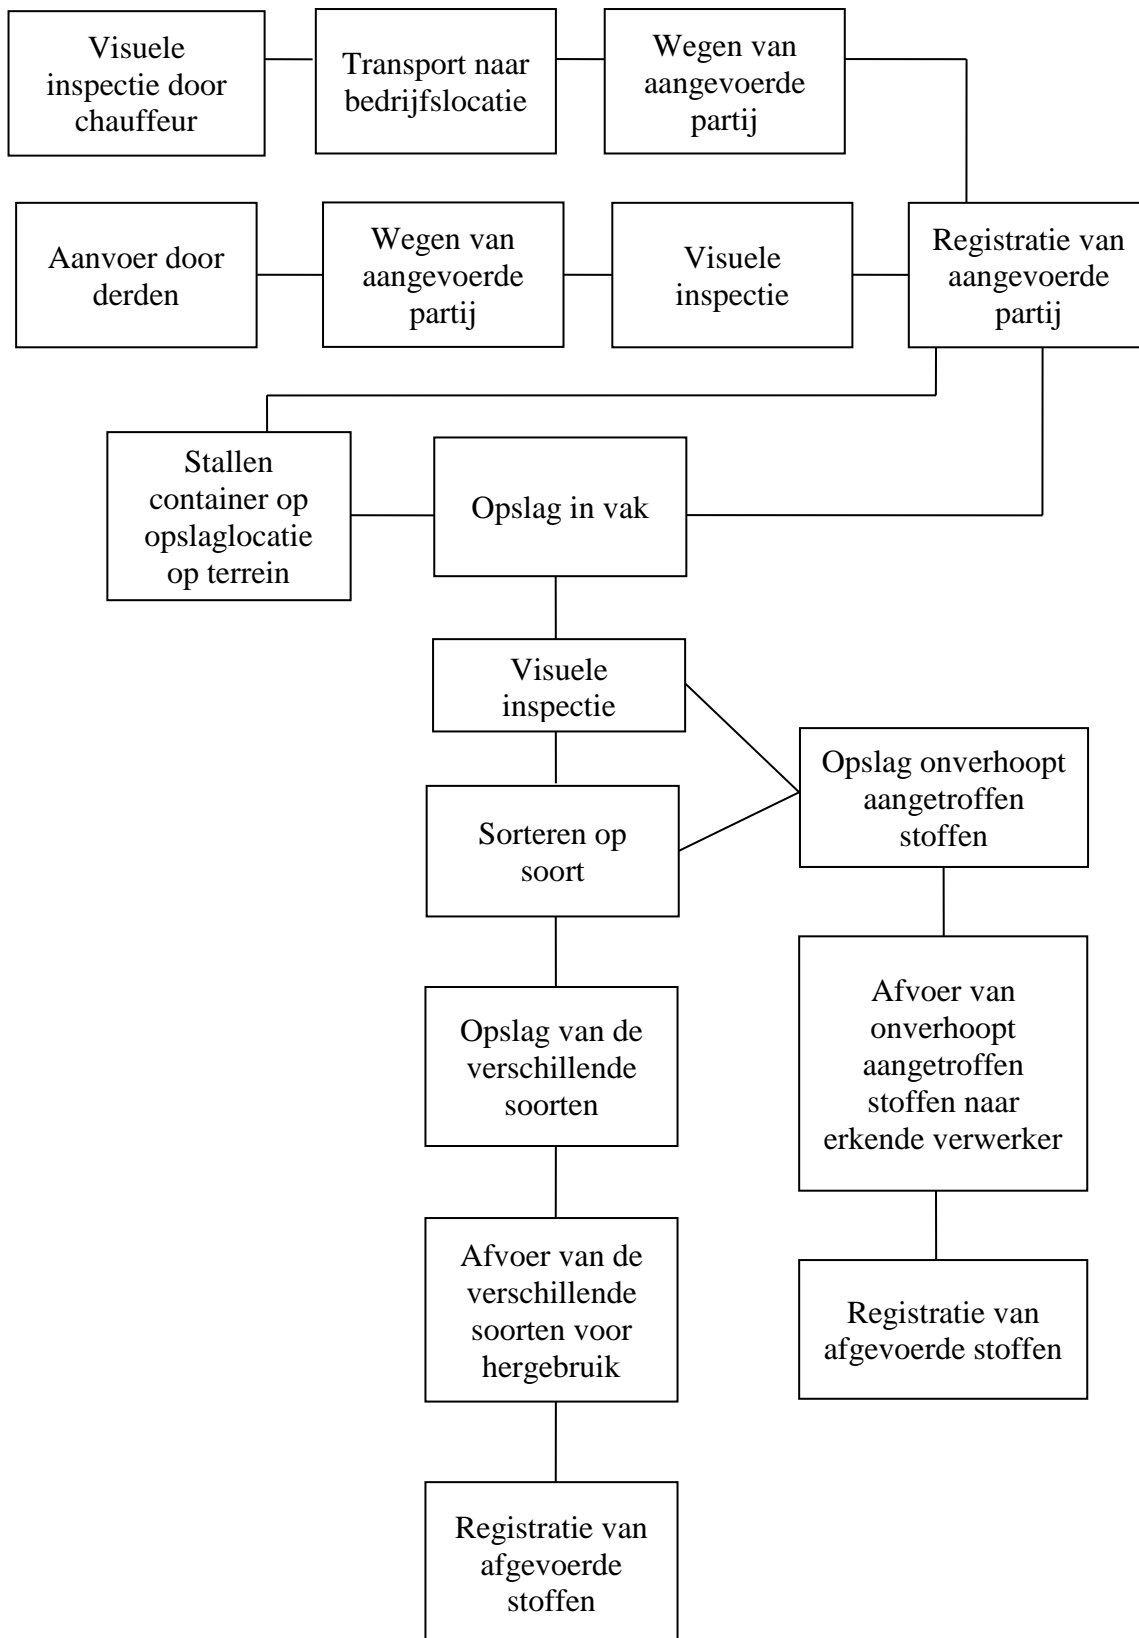 Visuele
inspectie door
chauffeur
Transport naar
bedrijfslocatie
Wegen van
aangevoerde
partij
Aanvoer door
derden
Wegen van
aangevoerde
partij
Visuele
inspectie
Registratie van
aangevoerde
partij
Stallen
container op
opslaglocatie
op terrein
Opslag in vak
Visuele
inspectie
Opslag onverhoopt
aangetroffen
stoffen
Sorteren op
soort
Afvoer van
onverhoopt
aangetroffen
stoffen naar
erkende verwerker
Opslag van de
verschillende
soorten
Afvoer van de
verschillende
soorten voor
hergebruik
Registratie van
afgevoerde stoffen
Registratie van
afgevoerde
stoffen